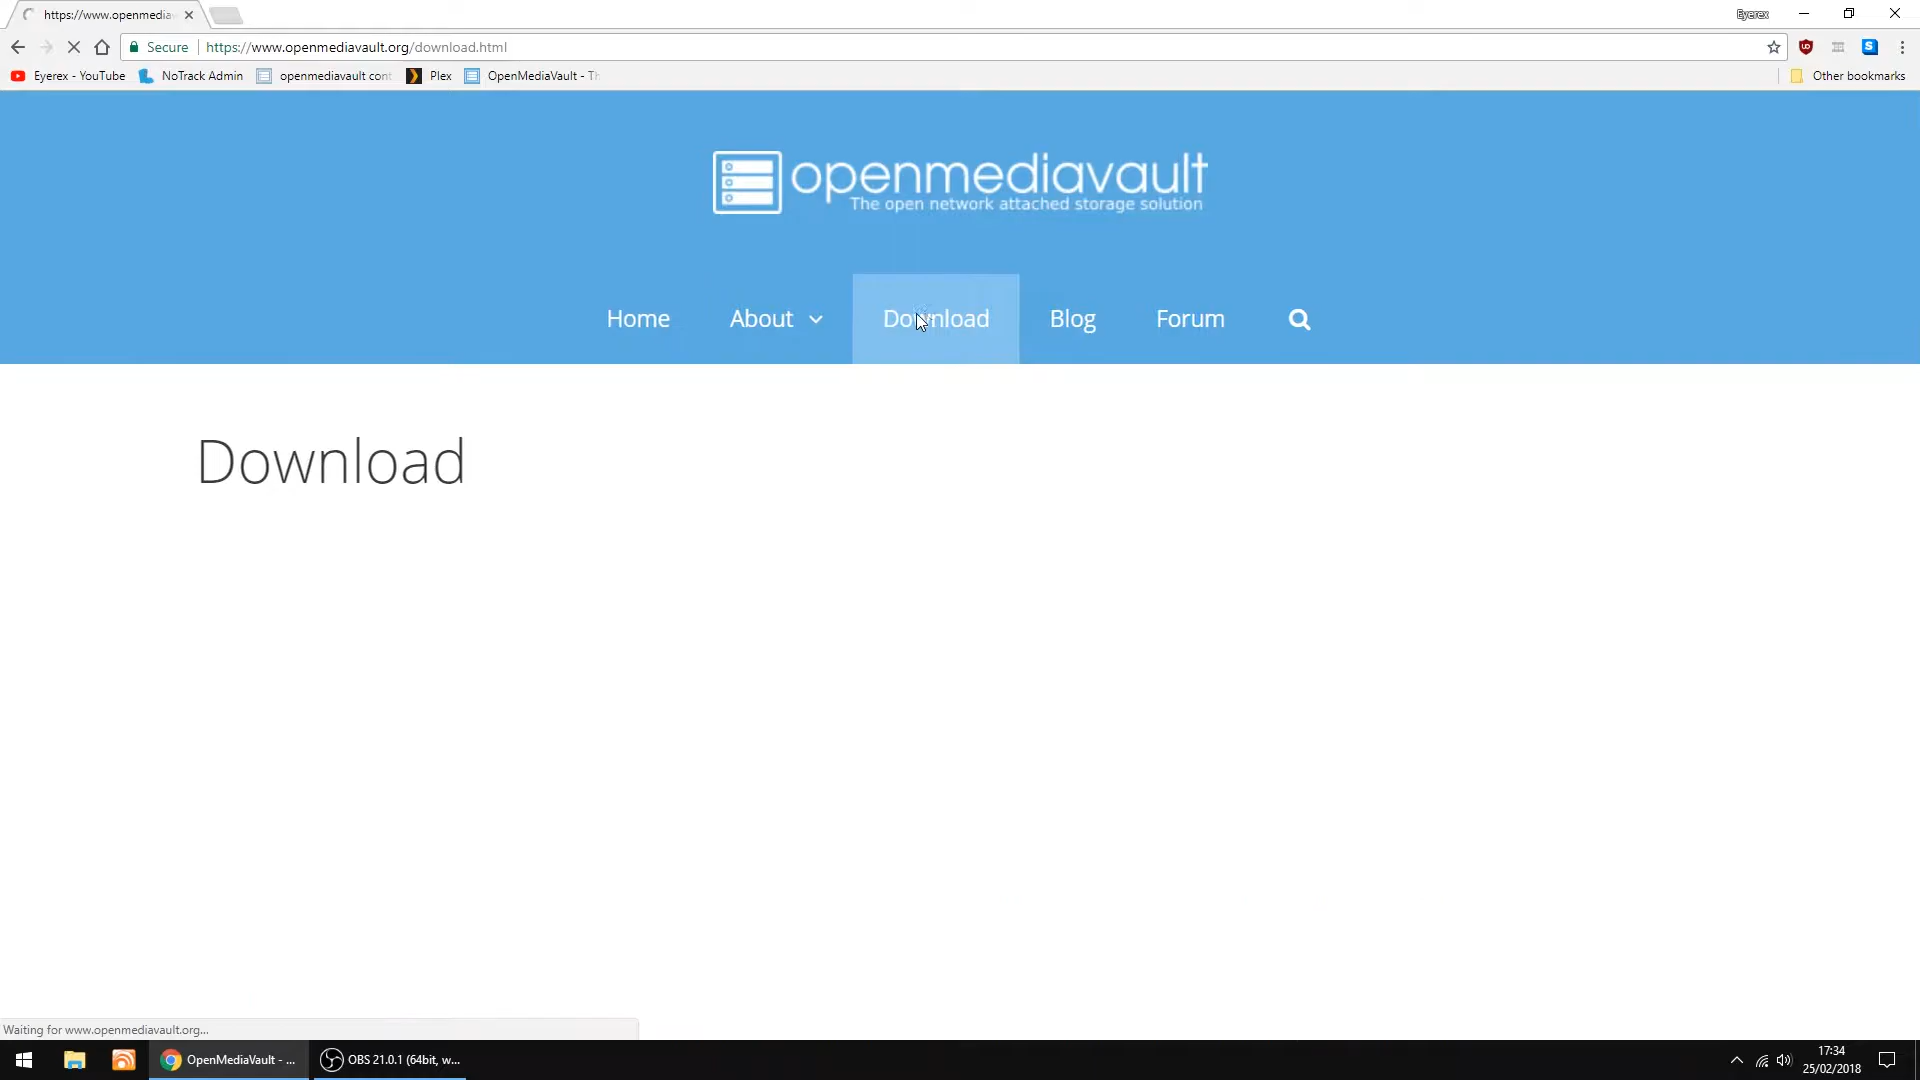 https://www.openmedia
Eyerex
Secure https://www.openmediavault.org/download.html
Eyerex - YouTube NoTrack Admin openmediavault cont Plex OpenMediaVault - Th Other bookmarks
openmediavault
The open network attached storage solution
Home About Download Blog Forum
Download
Waiting for www.openmediavault.org...
OpenMediaVault - ... OBS 21.0.1 (64bit, w...
17:34
25/02/2018